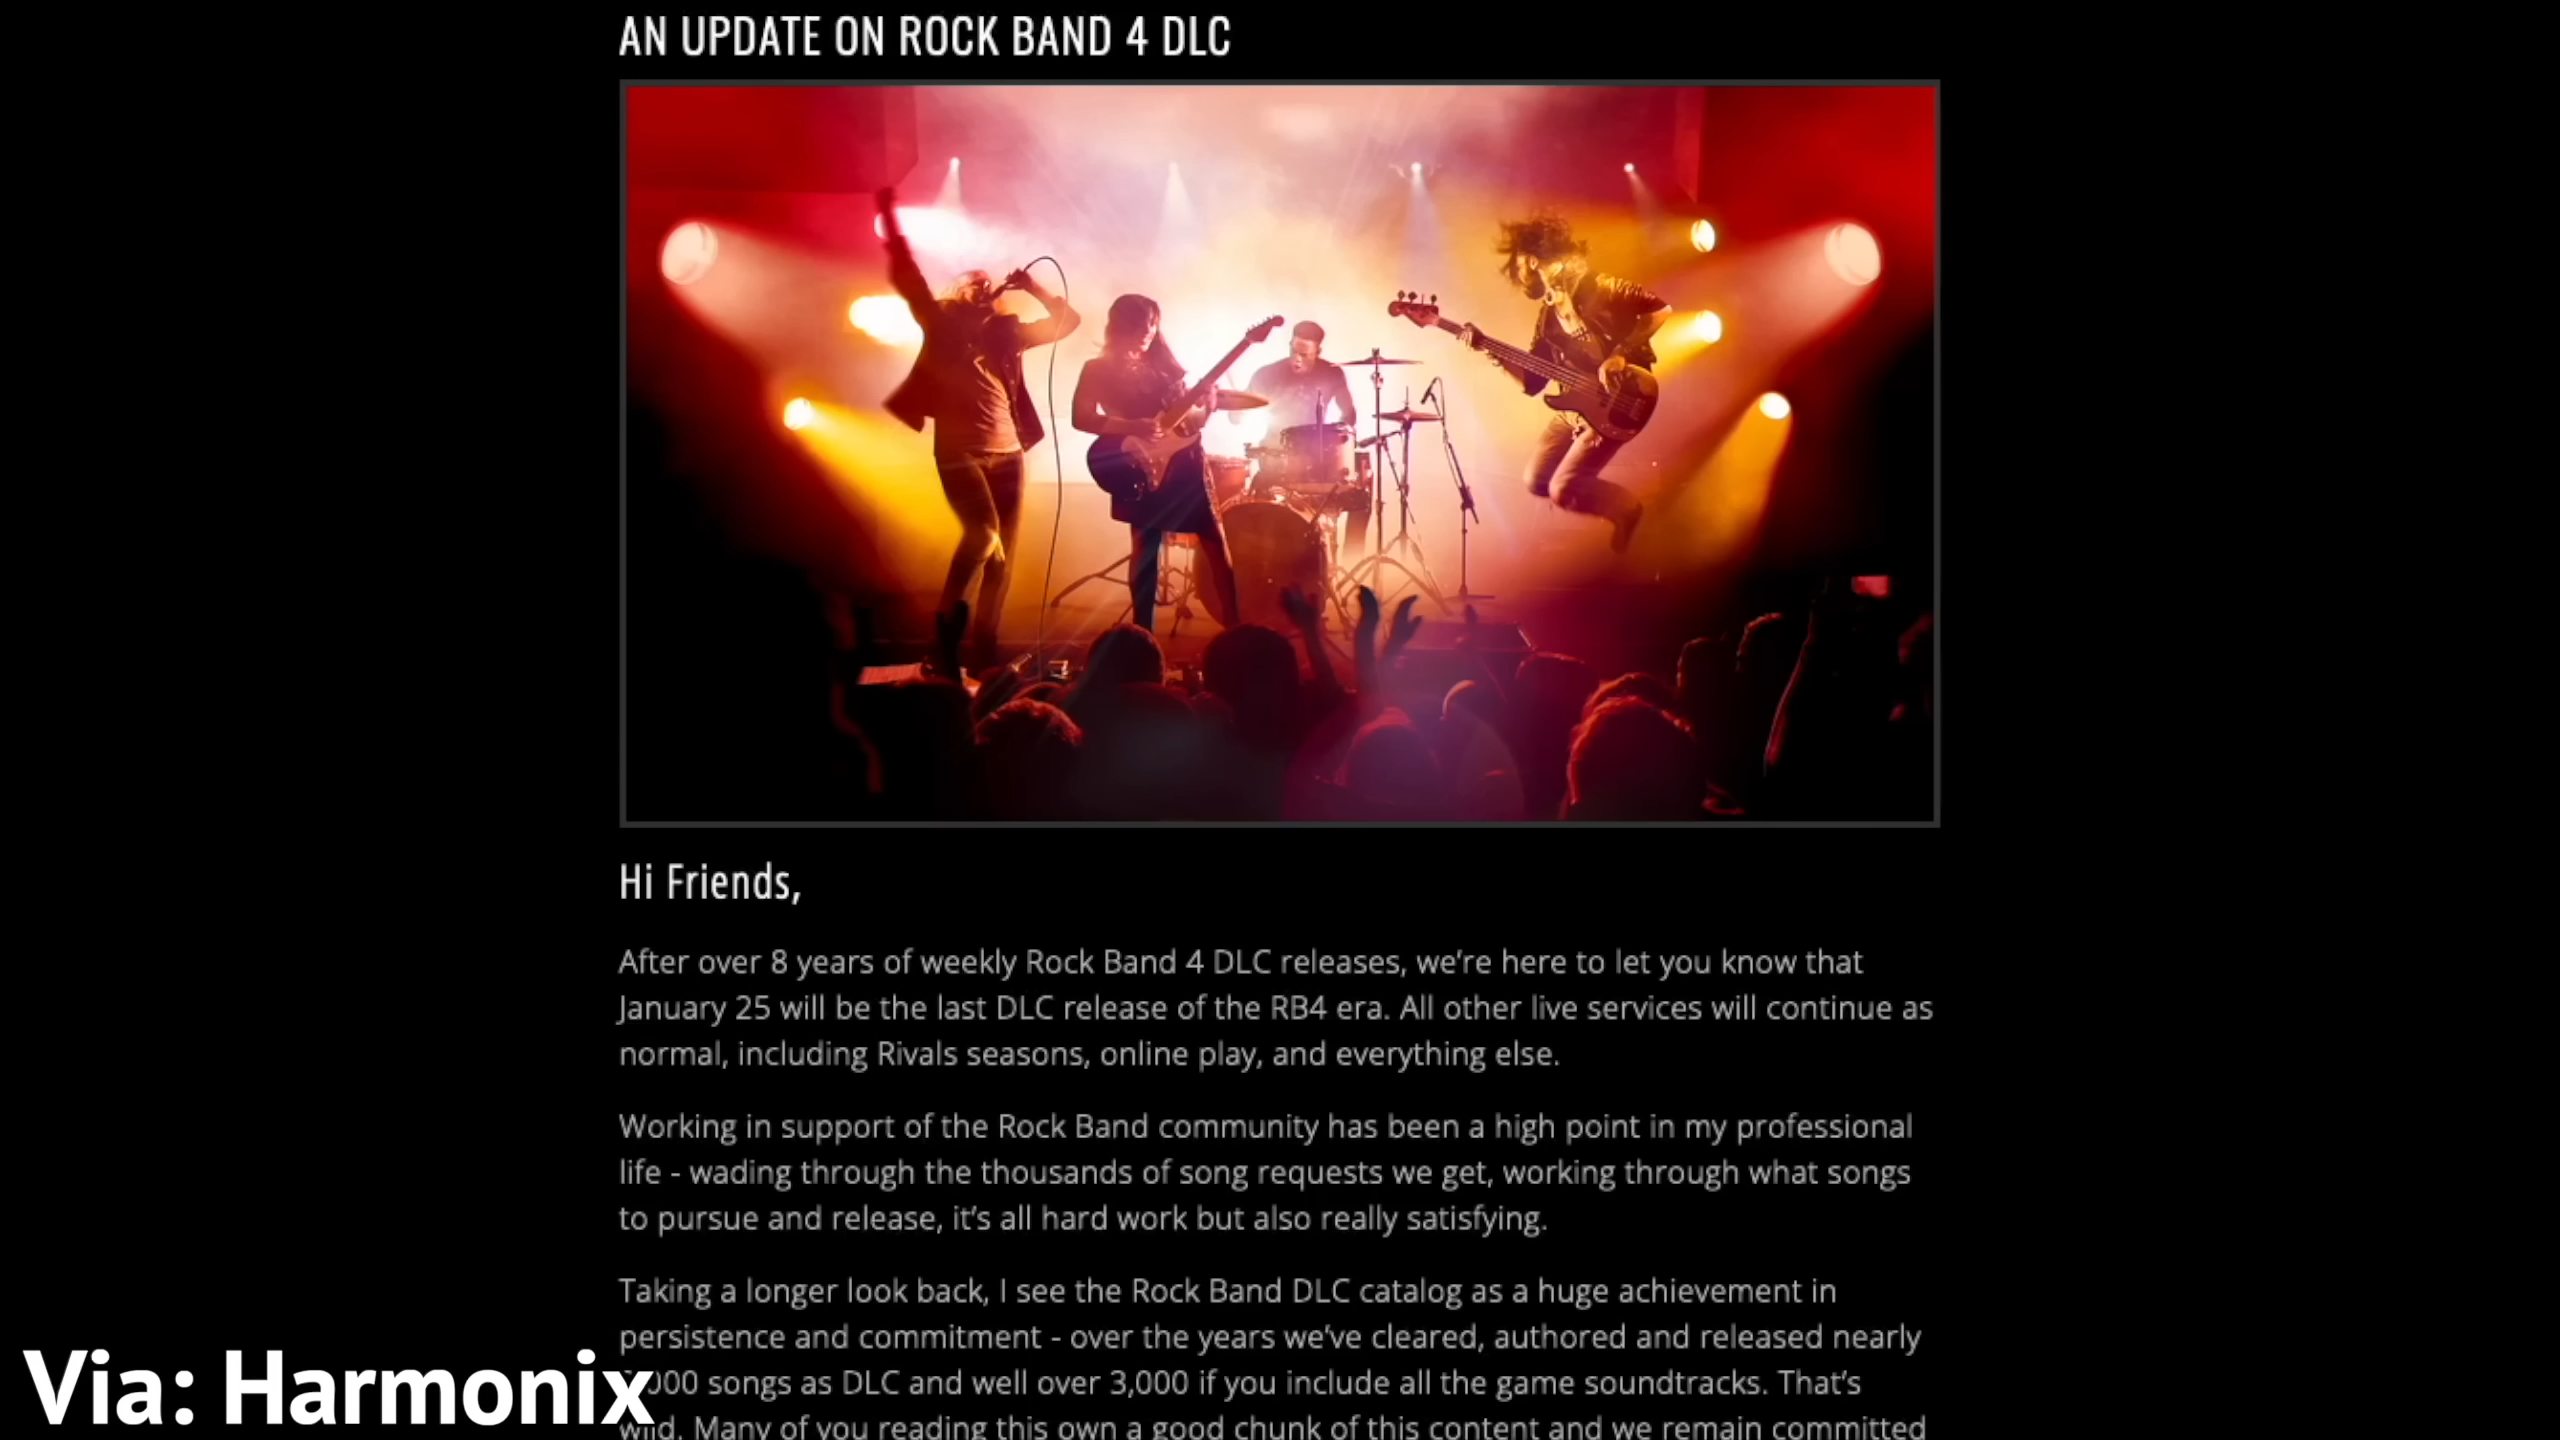 AN UPDATE ON ROCK BAND 4 DLC
Hi Friends,
After over 8 years of weekly Rock Band 4 DLC releases, we're here to let you know that
January 25 will be the last DLC release of the RB4 era. All other live services will continue as
normal, including Rivals seasons, online play, and everything else.
Working in support of the Rock Band community has been a high point in my professional
life - wading through the thousands of song requests we get, working through what songs
to pursue and release, it's all hard work but also really satisfying.
Taking a longer look back, I see the Rock Band DLC catalog as a huge achievement in
persistence and commitment - over the years we've cleared, authored and released nearly
songs as DLC and well over 3,000 if you include all the game soundtracks. That's
wild. Many of you reading this own a good chunk of this content and we remain committed
Via: Harmonix